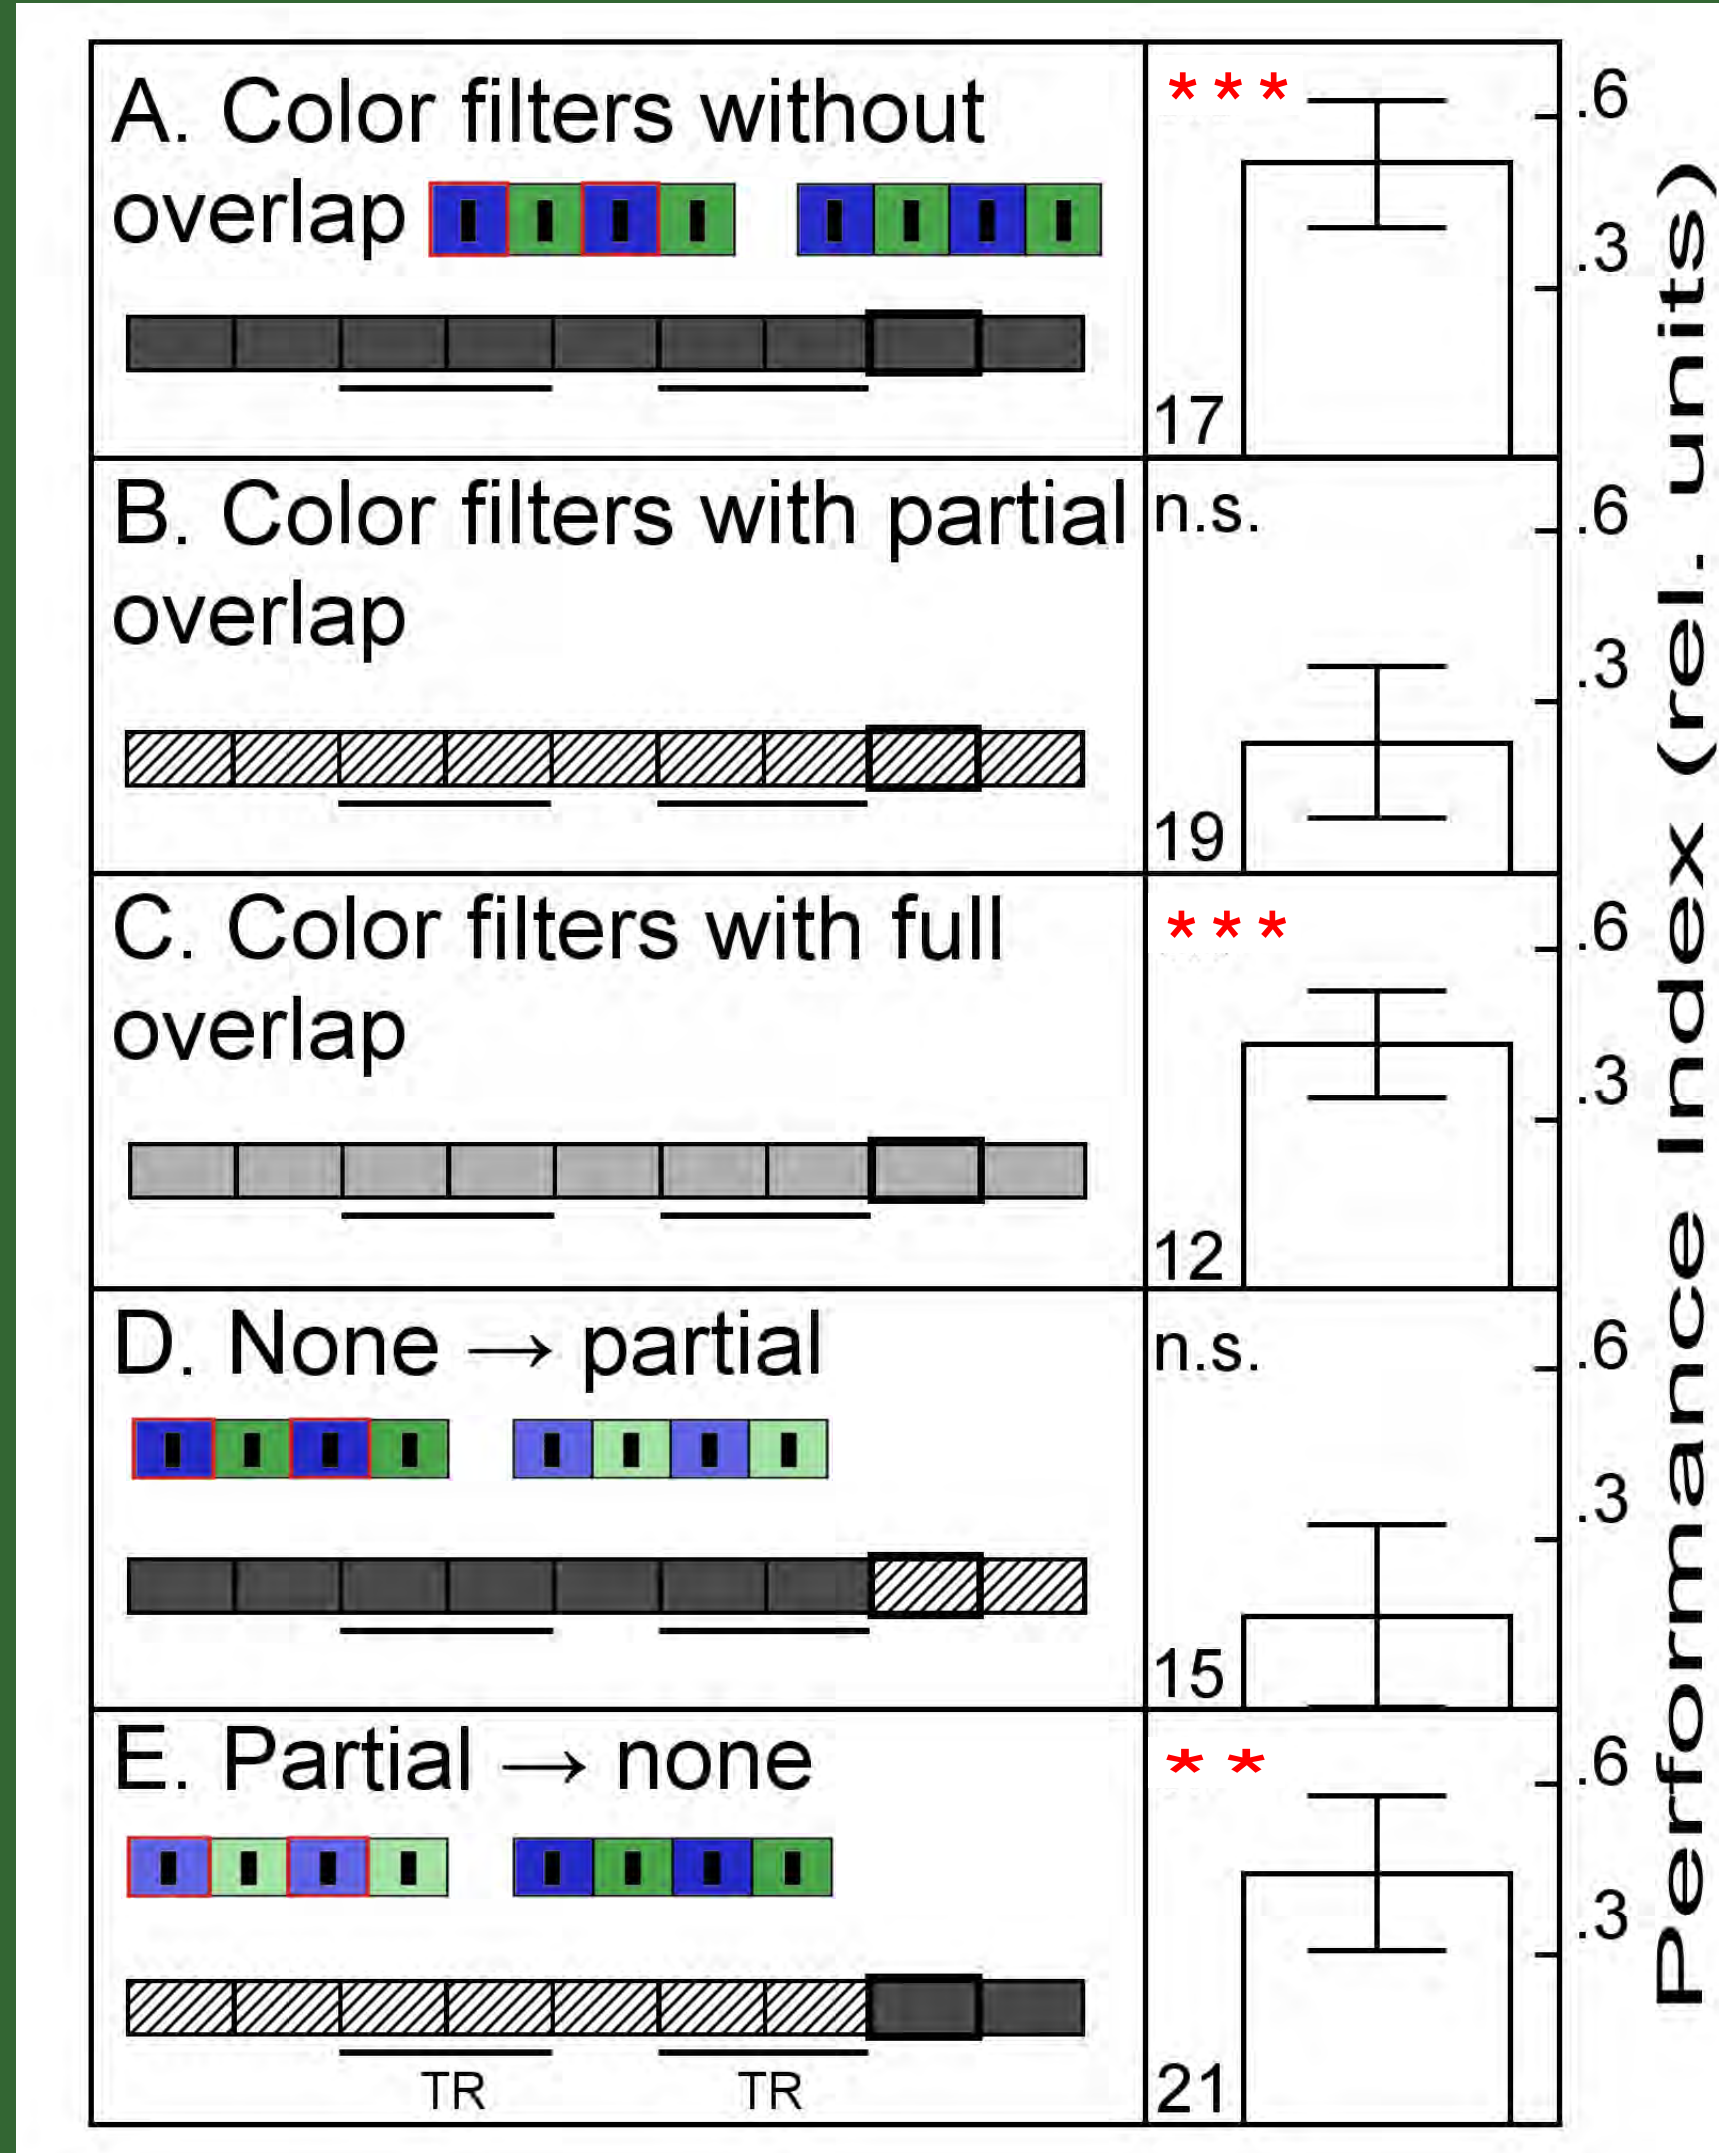 A. Color filters without
overlap
* * *
.6
.3
17
B. Color filters with partial
overlap
n.s.
.6
.3
19
C. Color filters with full
overlap
* * *
.6
.3
12
D. None → partial
n.s.
.6
.3
15
E. Partial → none
* *
.6
.3
TR TR
21
Performance Index (rel. units)